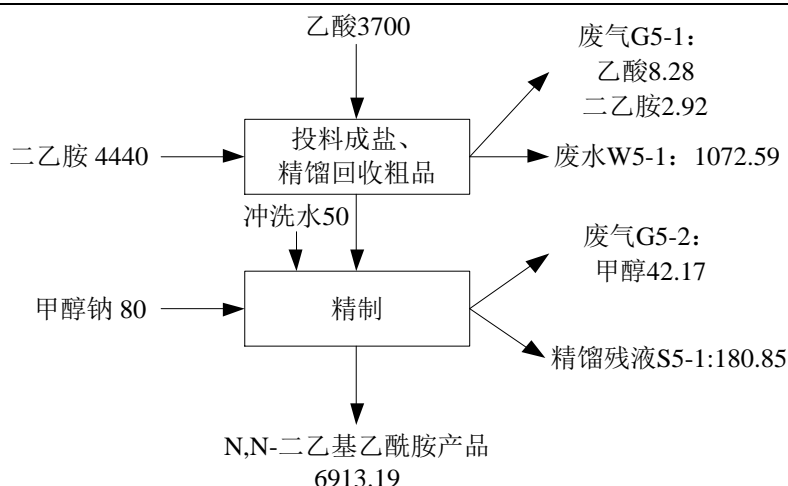 乙酸3700
废气G5-1：
乙酸8.28
二乙胺2.92
二乙胺 4440
投料成盐、
精馏回收粗品
废水W5-1：1072.59
冲洗水50
废气G5-2：
甲醇42.17
甲醇钠 80
精制
精馏残液S5-1:180.85
N,N-二乙基乙酰胺产品
6913.19